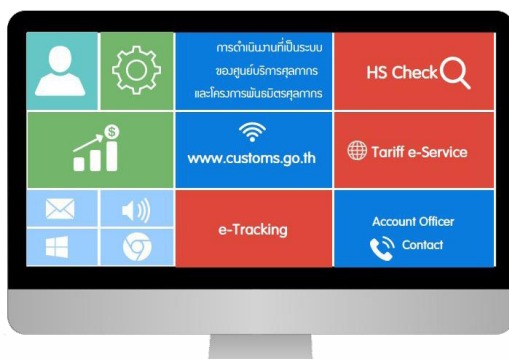 การดำเนินงานที่เป็นระบบ
ของศูนย์บริการศุลกากร
และโครงการพันธมิตรศุลกากร
HS Check
$
www.customs.go.th
Tariff e-Service
e-Tracking
Account Officer
Contact